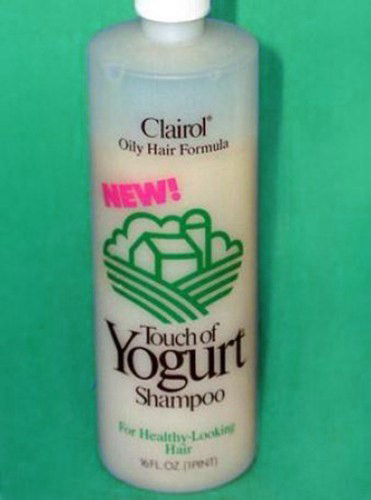 Clairol®
Oily Hair Formula
NEW!
Touch of
Yogurt
Shampoo
For Healthy-Looking
Hair
16 FL. OZ. (1 PINT)